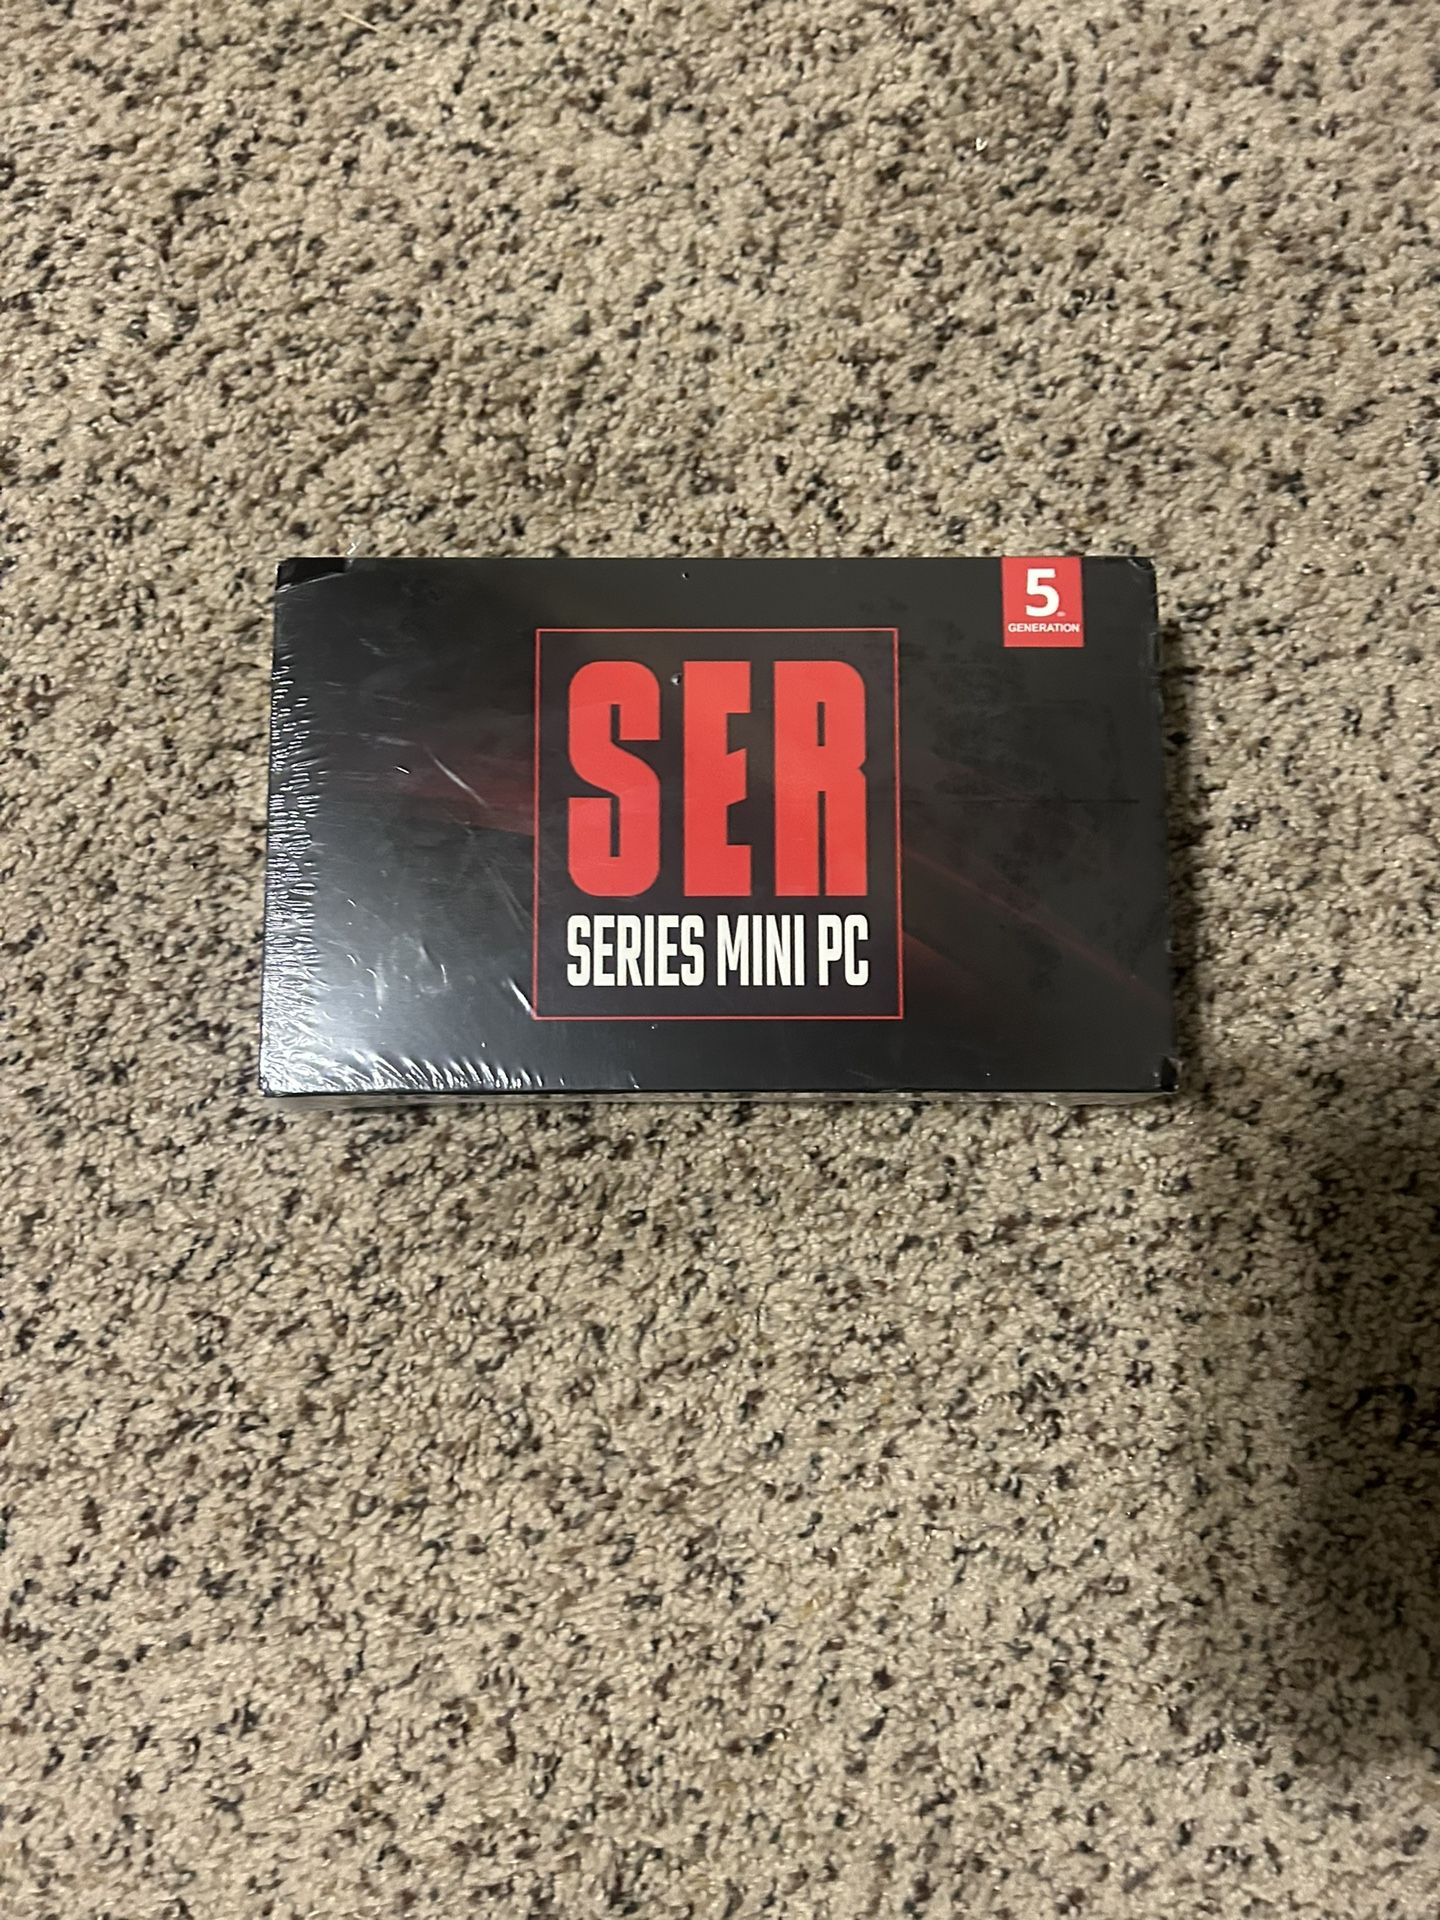 5
GENERATION
SER
SERIES MINI PC